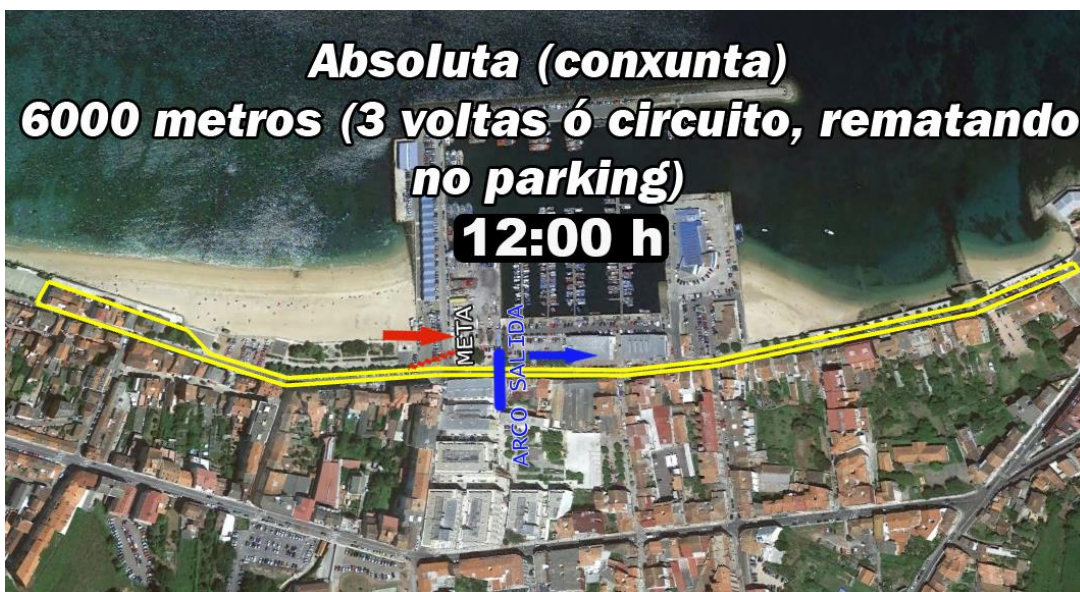 Absoluta (conxunta)
6000 metros (3 voltas ó circuito, rematando
no parking)
12:00 h
META
ARCO SALIDA